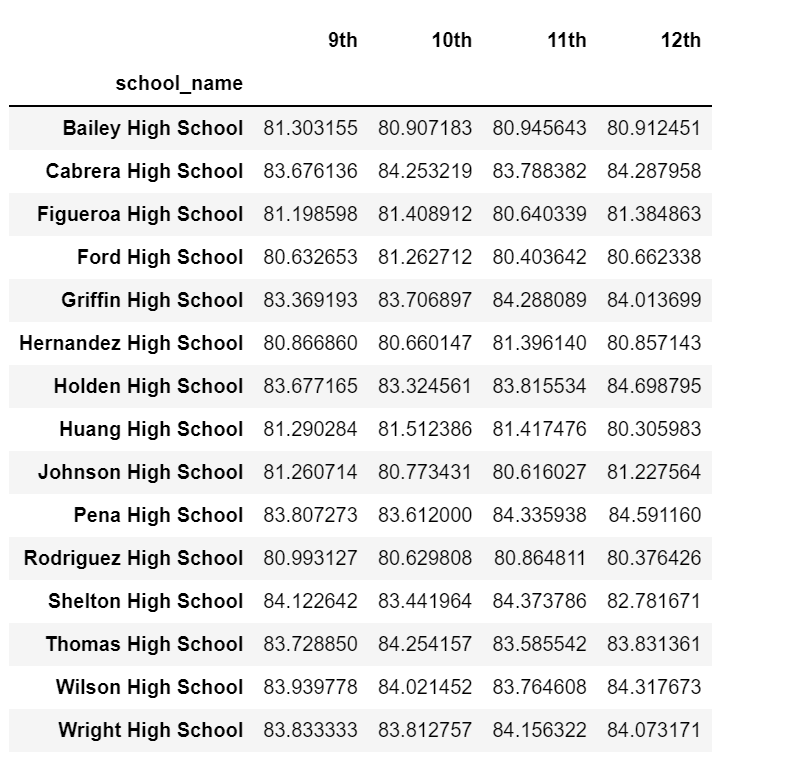 9th 10th 11th 12th
school_name
Bailey High School 81.303155 80.907183 80.945643 80.912451
Cabrera High School 83.676136 84.253219 83.788382 84.287958
Figueroa High School 81.198598 81.408912 80.640339 81.384863
Ford High School 80.632653 81.262712 80.403642 80.662338
Griffin High School 83.369193 83.706897 84.288089 84.013699
Hernandez High School 80.866860 80.660147 81.396140 80.857143
Holden High School 83.677165 83.324561 83.815534 84.698795
Huang High School 81.290284 81.512386 81.417476 80.305983
Johnson High School 81.260714 80.773431 80.616027 81.227564
Pena High School 83.807273 83.612000 84.335938 84.591160
Rodriguez High School 80.993127 80.629808 80.864811 80.376426
Shelton High School 84.122642 83.441964 84.373786 82.781671
Thomas High School 83.728850 84.254157 83.585542 83.831361
Wilson High School 83.939778 84.021452 83.764608 84.317673
Wright High School 83.833333 83.812757 84.156322 84.073171